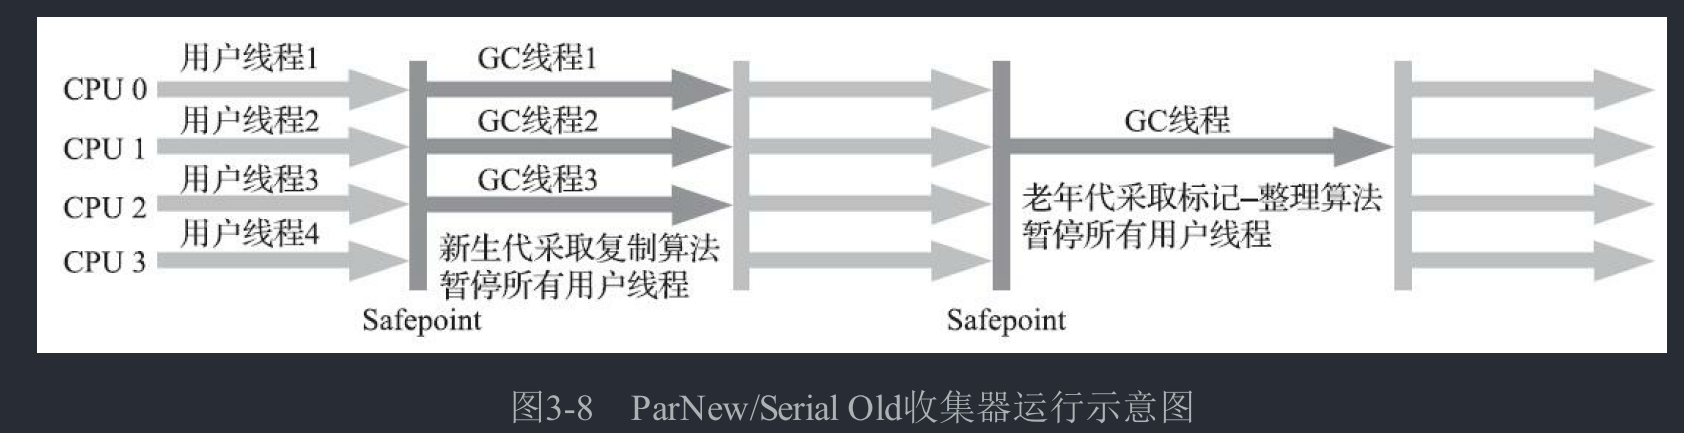 用户线程1
GC线程1
CPU 0
用户线程2
GC线程2
GC线程
CPU 1
用户线程3
GC线程3
CPU 2
用户线程4
CPU 3
新生代采取复制算法
暂停所有用户线程
老年代采取标记–整理算法
暂停所有用户线程
Safepoint
Safepoint
图3-8 ParNew/Serial Old收集器运行示意图